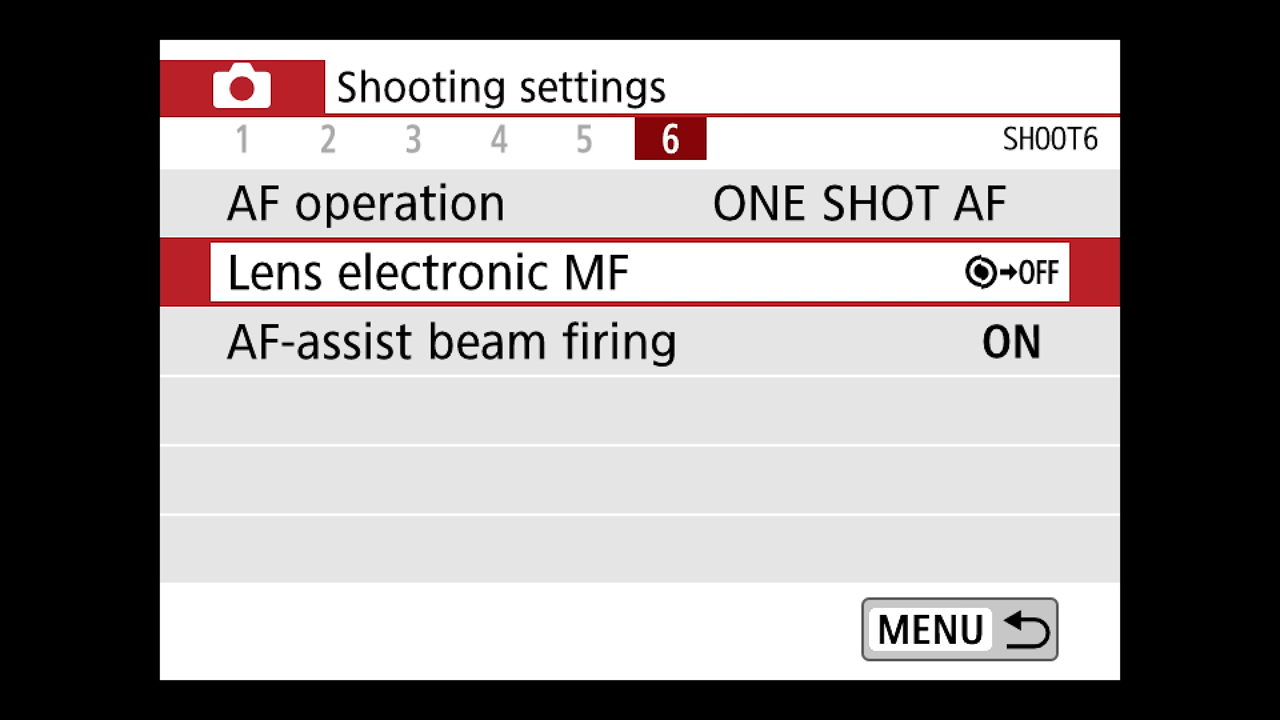 Shooting settings
1 2 3 4 5 6 SHOOT6
AF operation ONE SHOT AF
Lens electronic MF →OFF
AF-assist beam firing ON
MENU